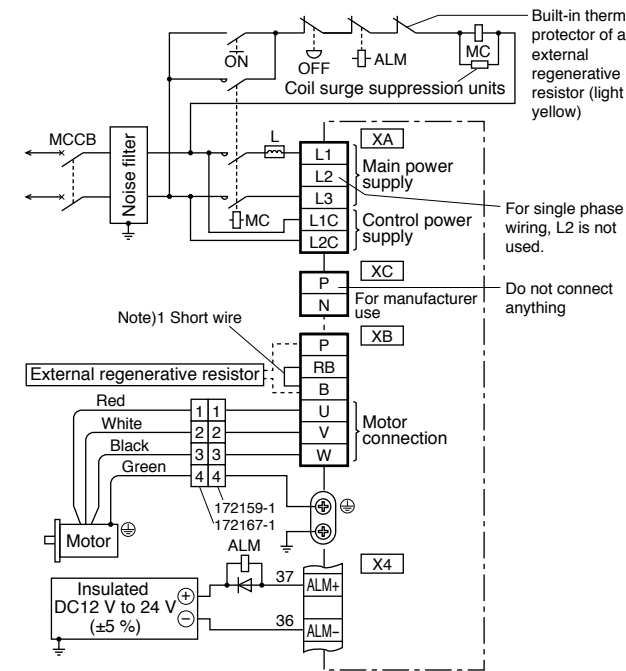 Built-in therm
protector of a
external
regenerative
resistor (light
yellow)
ON
OFF
ALM
MC
Coil surge suppression units
MCCB
Noise filter
L
MC
XA
L1
L2
L3
L1C
L2C
Main power
supply
Control power
supply
For single phase
wiring, L2 is not
used.
XC
P
N
For manufacturer
use
Do not connect
anything
Note)1 Short wire
XB
P
RB
B
U
V
W
External regenerative resistor
Motor
connection
Red
White
Black
Green
1 1
2 2
3 3
4 4
172159-1
172167-1
Motor
ALM
X4
Insulated
DC12 V to 24 V
(±5 %)
+
−
37
ALM+
36
ALM−